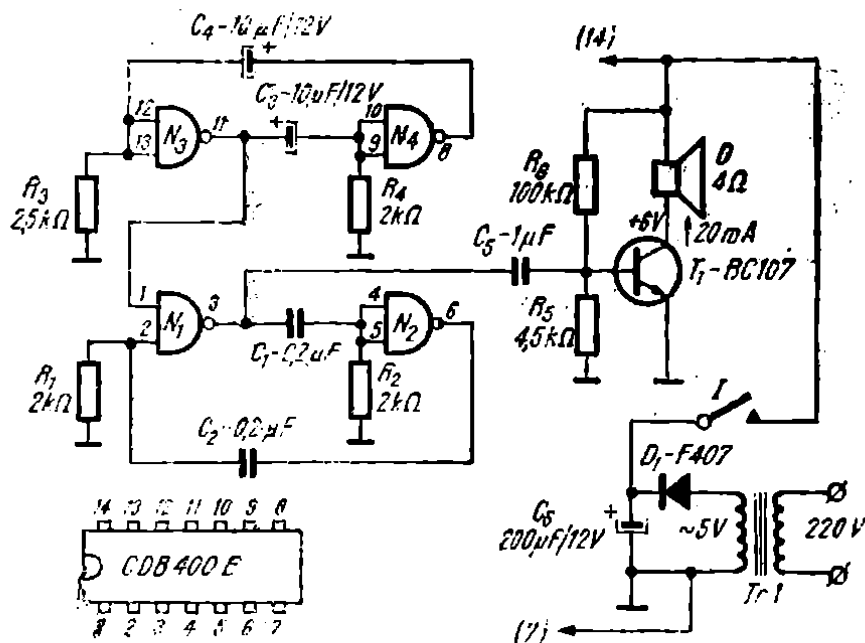 C4-10µF/12V
+
(14)
C3-10µF/12V
+
12
13
N3
11
10
9
N4
8
R3
2,5kΩ
R4
2kΩ
R6
100kΩ
D
4Ω
+6V
20mA
C5-1µF
T1-BC107
1
2
N1
3
4
5
N2
6
C1-0,2µF
R5
4,5kΩ
R1
2kΩ
R2
2kΩ
C2-0,2µF
I
D1-F407
14 13 12 11 10 9 8
CDB400E
2 3 4 5 6 7
+
C6
200µF/12V
~5V
220V
Tr1
(7)